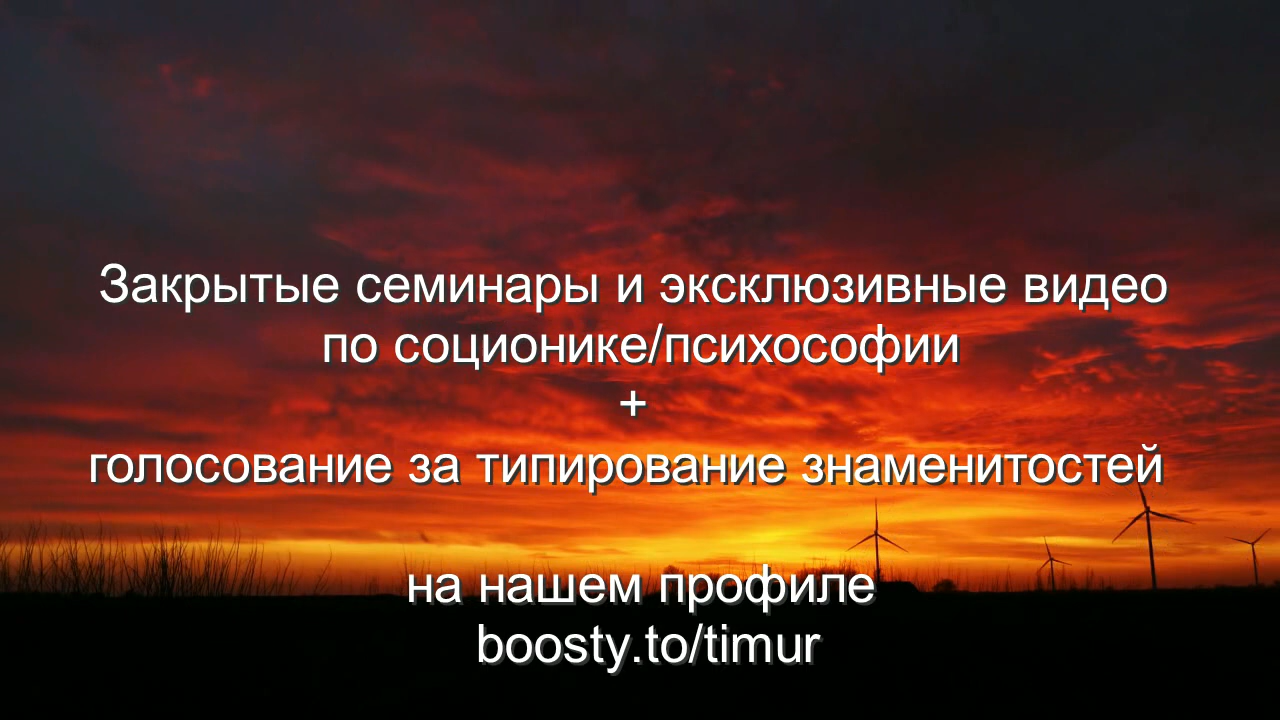 Закрытые семинары и эксклюзивные видео
по соционике/психософии
+
голосование за типирование знаменитостей
на нашем профиле
boosty.to/timur